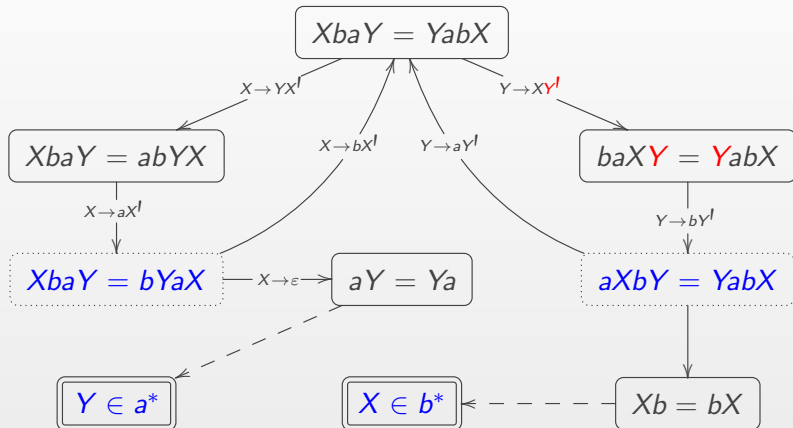 XbaY = YabX
X→YX′
Y→XY′
XbaY = abYX
X→bX′
Y→aY′
baXY = YabX
X→aX′
Y→bY′
XbaY = bYaX
X→ε
aY = Ya
aXbY = YabX
Y ∈ a*
X ∈ b*
Xb = bX